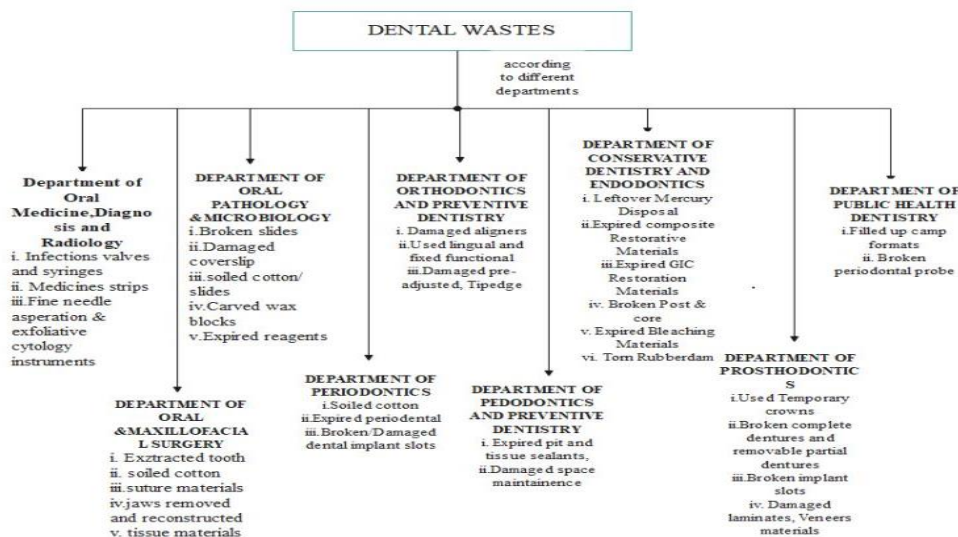 DENTAL WASTES
according
to different
departments
Department of
Oral
Medicine,Diagno
sis and
Radiology
i. Infections valves
and syringes
ii. Medicines strips
iii.Fine needle
asperation &
exfoliative
cytology
instruments
DEPARTMENT OF
ORAL
&MAXILLOFACIA
L SURGERY
i. Exztracted tooth
ii. soiled cotton
iii.suture materials
iv.jaws removed
and reconstructed
v. tissue materials
DEPARTMENT OF
ORAL
PATHOLOGY
&MICROBIOLOGY
i.Broken slides
ii.Damaged
coverslip
iii.soiled cotton/
slides
iv.Carved wax
blocks
v.Expired reagents
DEPARTMENT OF
PERIODONTICS
i.Soiled cotton
ii.Expired periodental
iii.Broken/Damaged
dental implant slots
DEPARTMENT OF
ORTHODONTICS
AND PREVENTIVE
DENTISTRY
i.Damaged aligners
ii.Used lingual and
fixed functional
iii.Damaged pre-
adjusted, Tipedge
DEPARTMENT OF
PEDODONTICS
AND PREVENTIVE
DENTISTRY
i. Expired pit and
tissue sealants,
ii.Damaged space
maintainence
DEPARTMENT OF
CONSERVATIVE
DENTISTRY AND
ENDODONTICS
i. Leftover Mercury
Disposal
ii.Expired composite
Restorative
Materials
iii.Expired GIC
Restoration
Materials
iv. Broken Post &
core
v. Expired Bleaching
Materials
vi. Torn Rubberdam
DEPARTMENT OF
PROSTHODONTIC
S
i.Used Temporary
crowns
ii.Broken complete
dentures and
removable partial
dentures
iii.Broken implant
slots
iv. Damaged
laminates, Veneers
materials
DEPARTMENT OF
PUBLIC HEALTH
DENTISTRY
i.Filled up camp
formats
ii. Broken
periodontal probe